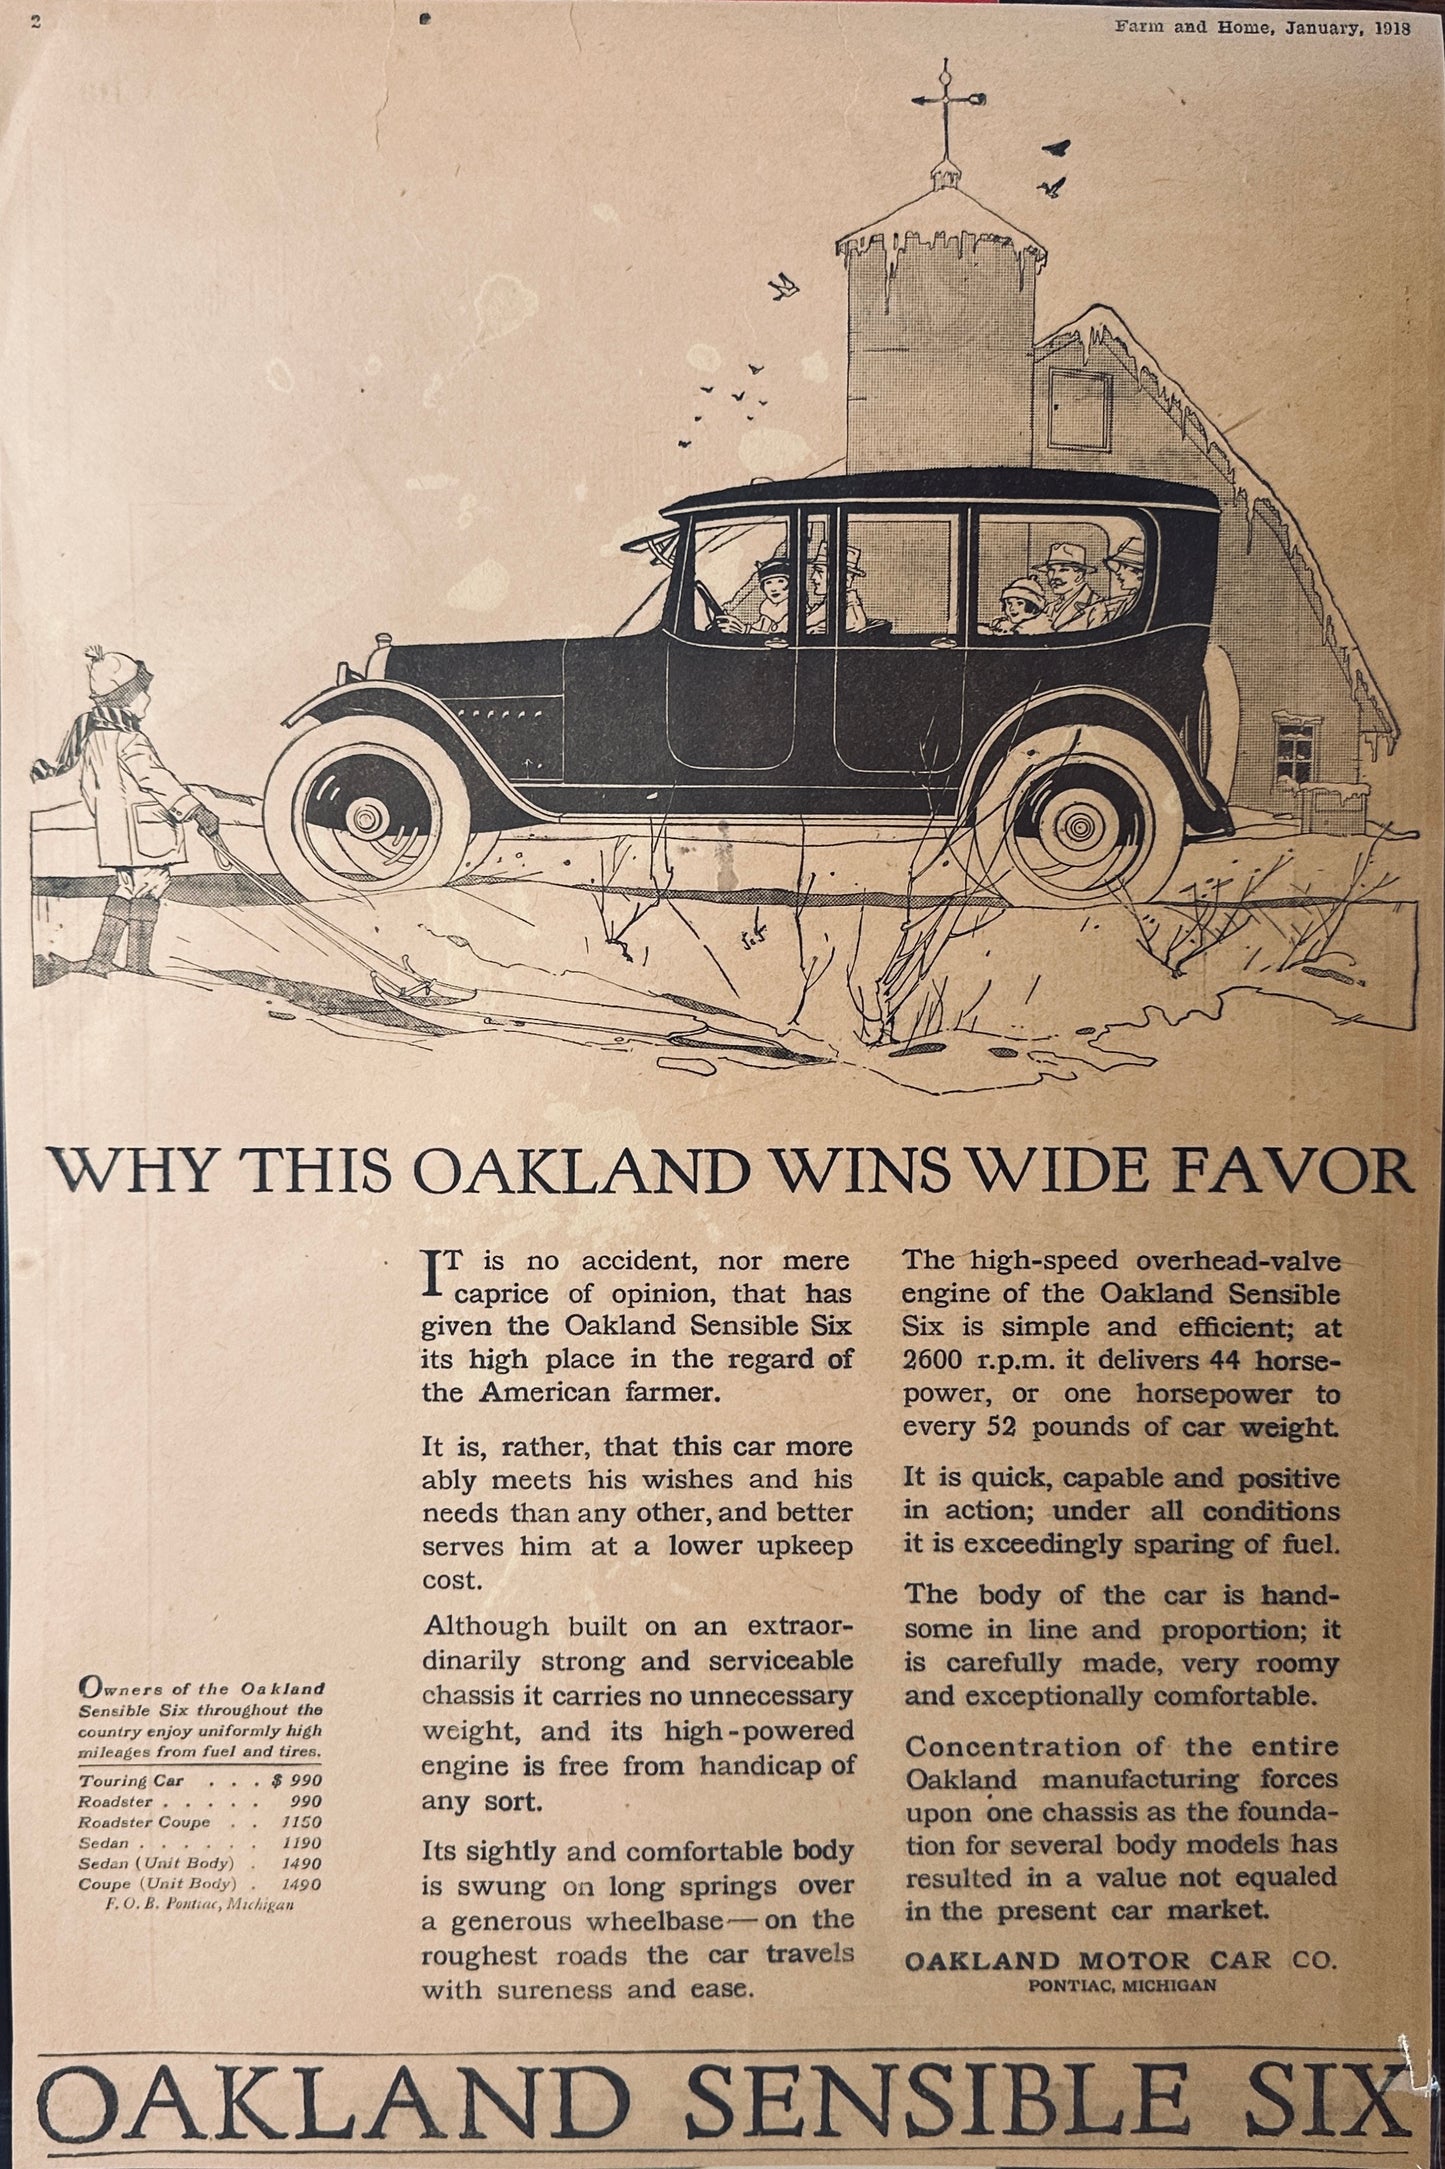 2
Farm and Home, January, 1918
WHY THIS OAKLAND WINS WIDE FAVOR
IT is no accident, nor mere
caprice of opinion, that has
given the Oakland Sensible Six
its high place in the regard of
the American farmer.
It is, rather, that this car more
ably meets his wishes and his
needs than any other, and better
serves him at a lower upkeep
cost.
Although built on an extraor-
dinarily strong and serviceable
chassis it carries no unnecessary
weight, and its high-powered
engine is free from handicap of
any sort.
Its sightly and comfortable body
is swung on long springs over
a generous wheelbase—on the
roughest roads the car travels
with sureness and ease.
The high-speed overhead-valve
engine of the Oakland Sensible
Six is simple and efficient; at
2600 r.p.m. it delivers 44 horse-
power, or one horsepower to
every 52 pounds of car weight.
It is quick, capable and positive
in action; under all conditions
it is exceedingly sparing of fuel.
The body of the car is hand-
some in line and proportion; it
is carefully made, very roomy
and exceptionally comfortable.
Concentration of the entire
Oakland manufacturing forces
upon one chassis as the founda-
tion for several body models has
resulted in a value not equaled
in the present car market.
OAKLAND MOTOR CAR CO.
PONTIAC, MICHIGAN
Owners of the Oakland
Sensible Six throughout the
country enjoy uniformly high
mileages from fuel and tires.
Touring Car . . . $ 990
Roadster . . . . . 990
Roadster Coupe . . 1150
Sedan . . . . . . 1190
Sedan (Unit Body) . 1490
Coupe (Unit Body) . 1490
F. O. B. Pontiac, Michigan
OAKLAND SENSIBLE SIX